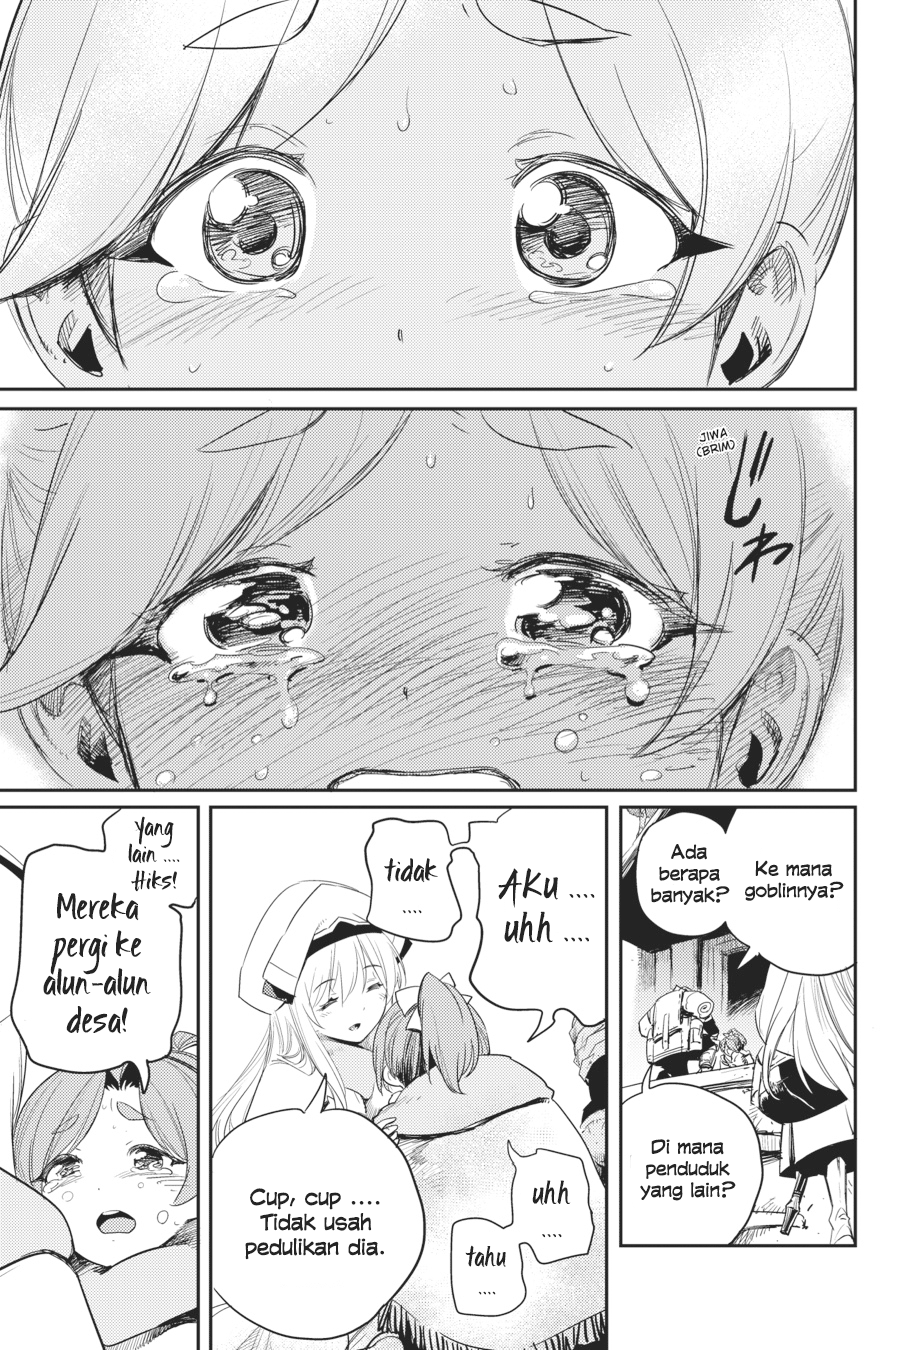 JIWA
(BRIM)
じわ
Ke mana
goblinnya?
Ada
berapa
banyak?
Di mana
penduduk
yang lain?
AKu ....
uhh ....
tidak
....
uhh
....
tahu
....
Cup, cup ....
Tidak usah
pedulikan dia.
Yang
lain ....
Hiks!
Mereka
pergi ke
alun-alun
desa!